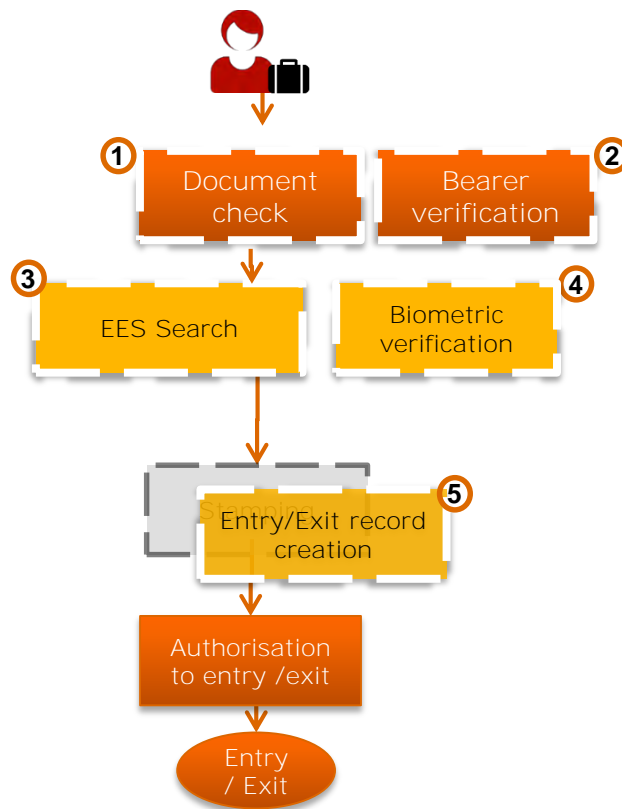 1
Document
check
2
Bearer
verification
3
EES Search
4
Biometric
verification
Stamping
5
Entry/Exit record
creation
Authorisation
to entry /exit
Entry
/ Exit